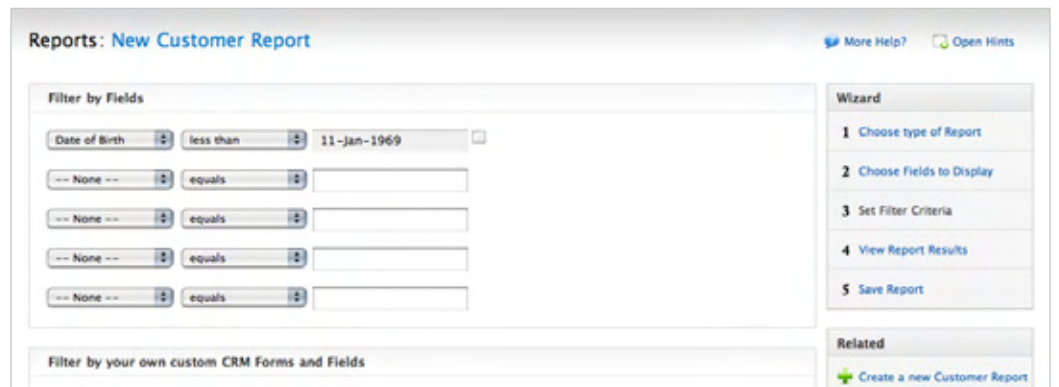 Reports: New Customer Report
More Help? Open Hints
Filter by Fields
Date of Birth less than 11-Jan-1969
-- None -- equals
-- None -- equals
-- None -- equals
-- None -- equals
Filter by your own custom CRM Forms and Fields
Wizard
1 Choose type of Report
2 Choose Fields to Display
3 Set Filter Criteria
4 View Report Results
5 Save Report
Related
Create a new Customer Report